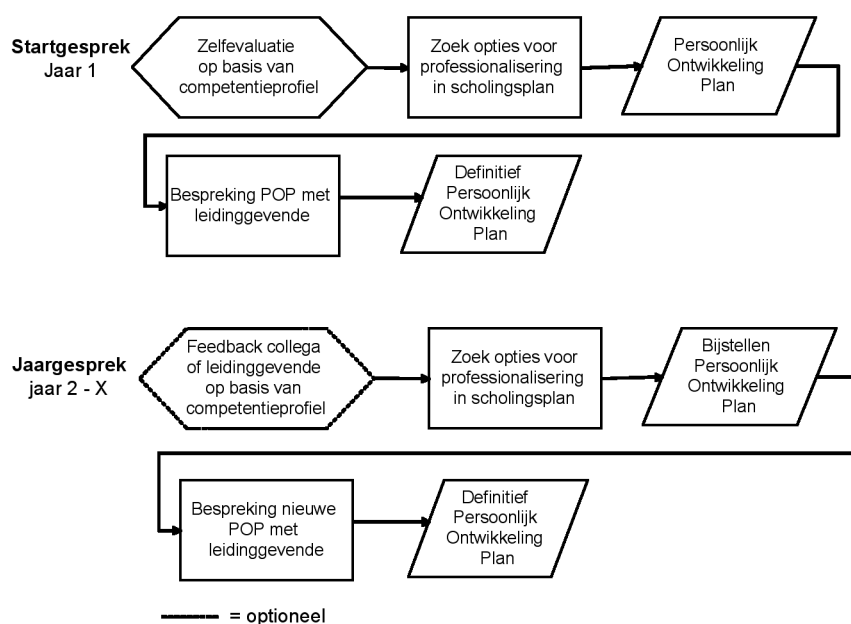 Startgesprek
Jaar 1
Zelfevaluatie
op basis van
competentieprofiel
Zoek opties voor
professionalisering
in scholingsplan
Persoonlijk
Ontwikkeling
Plan
Bespreking POP met
leidinggevende
Definitief
Persoonlijk
Ontwikkeling
Plan
Jaargesprek
jaar 2 - X
Feedback collega
of leidinggevende
op basis van
competentieprofiel
Zoek opties voor
professionalisering
in scholingsplan
Bijstellen
Persoonlijk
Ontwikkeling
Plan
Bespreking nieuwe
POP met
leidinggevende
Definitief
Persoonlijk
Ontwikkeling
Plan
= optioneel